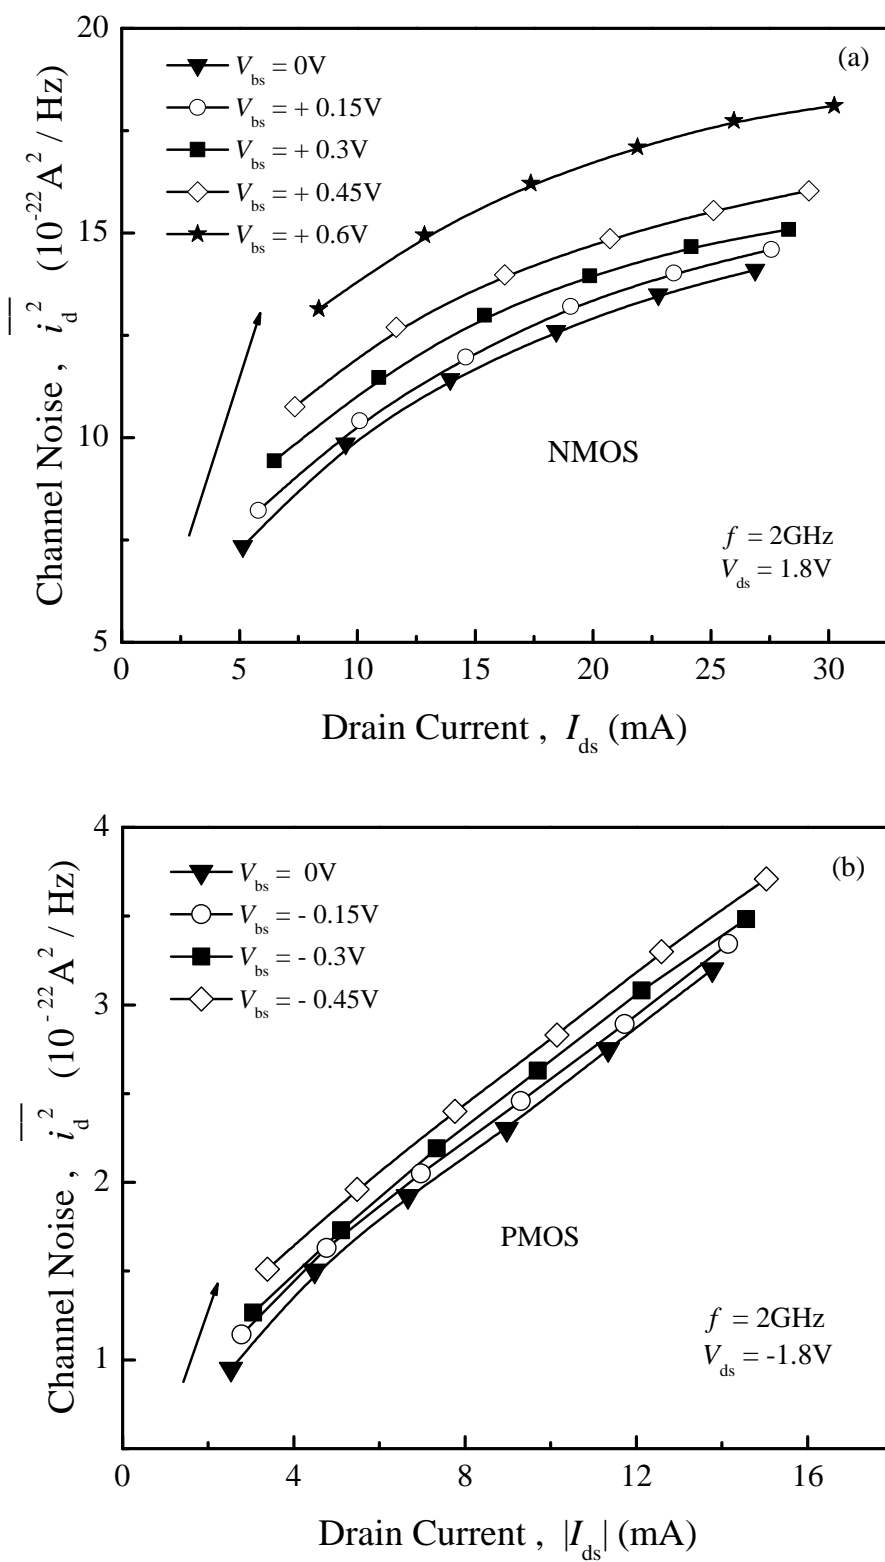 20
(a)
V_bs = 0V
V_bs = + 0.15V
V_bs = + 0.3V
V_bs = + 0.45V
V_bs = + 0.6V
15
10
5
Channel Noise , i_d^2 (10^-22 A^2 / Hz)
NMOS
f = 2GHz
V_ds = 1.8V
0 5 10 15 20 25 30
Drain Current , I_ds (mA)
4
(b)
V_bs = 0V
V_bs = - 0.15V
V_bs = - 0.3V
V_bs = - 0.45V
3
2
1
Channel Noise , i_d^2 (10^-22 A^2 / Hz)
PMOS
f = 2GHz
V_ds = -1.8V
0 4 8 12 16
Drain Current , |I_ds| (mA)